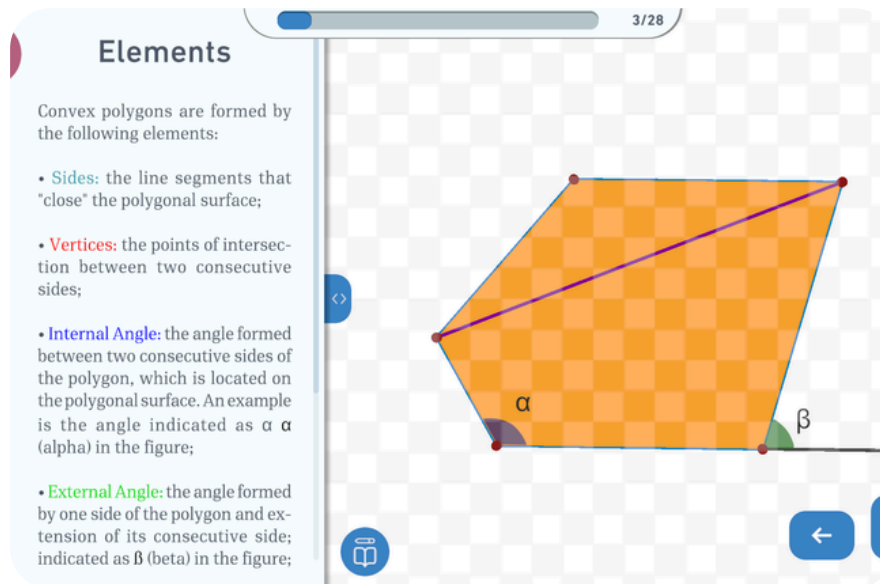 3/28
Elements
Convex polygons are formed by
the following elements:
• Sides: the line segments that
"close" the polygonal surface;
• Vertices: the points of intersec-
tion between two consecutive
sides;
• Internal Angle: the angle formed
between two consecutive sides of
the polygon, which is located on
the polygonal surface. An example
is the angle indicated as α α
(alpha) in the figure;
• External Angle: the angle formed
by one side of the polygon and ex-
tension of its consecutive side;
indicated as ß (beta) in the figure;
α
β